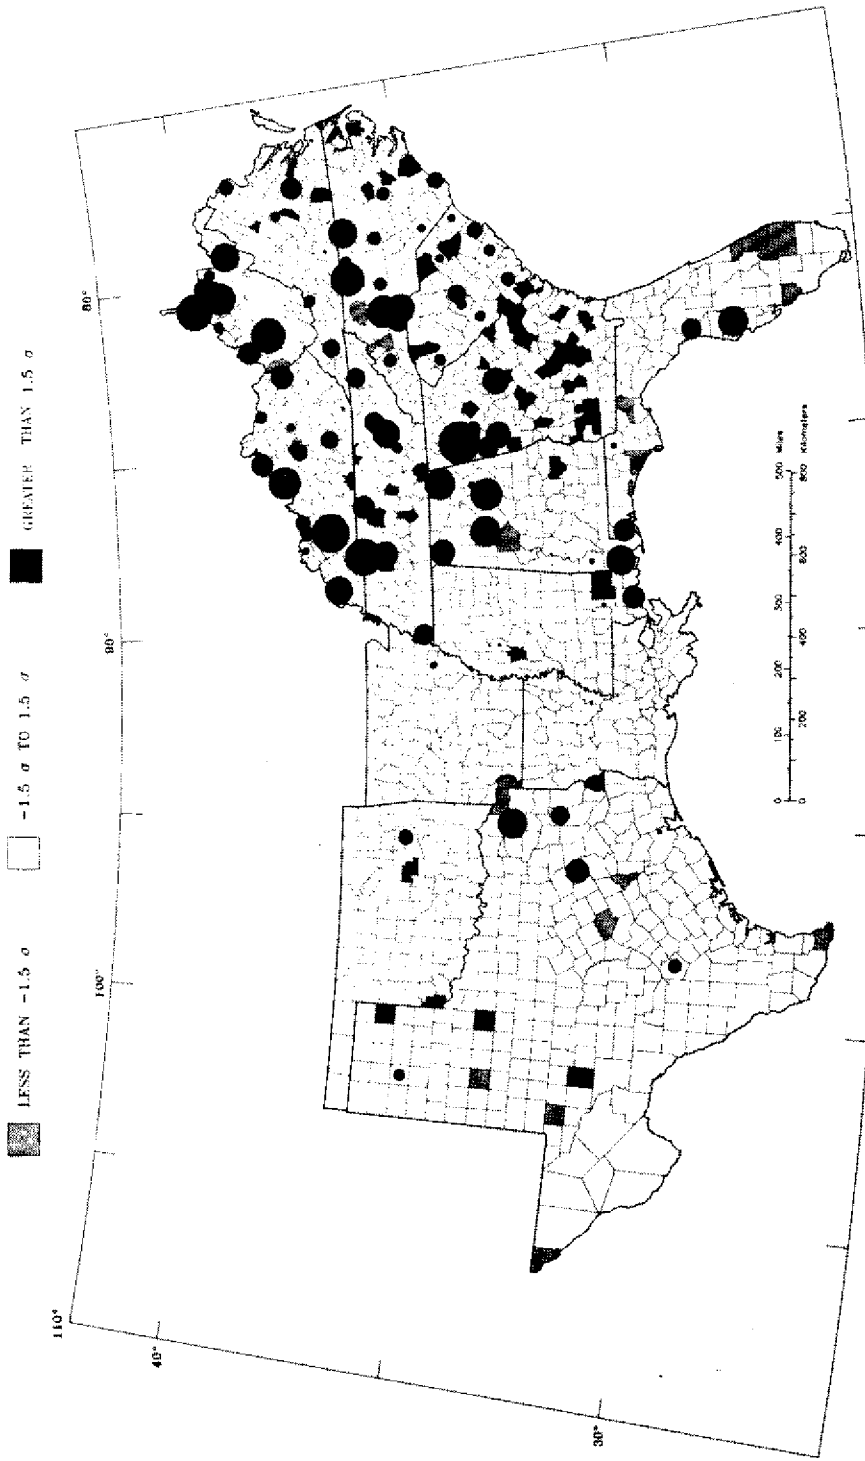 LESS THAN -1.5 σ
-1.5 σ TO 1.5 σ
GREATER THAN 1.5 σ
110°
100°
90°
80°
40°
30°
0 100 200 300 400 500 Miles
0 200 400 600 800 Kilometers